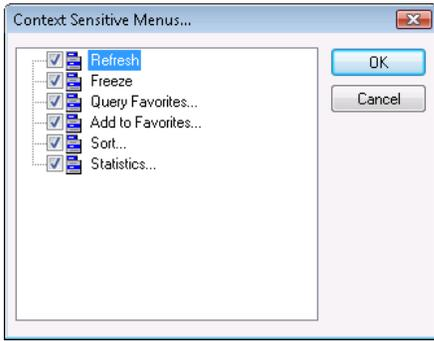 Context Sensitive Menus...
Refresh
Freeze
Query Favorites...
Add to Favorites...
Sort...
Statistics...
OK
Cancel